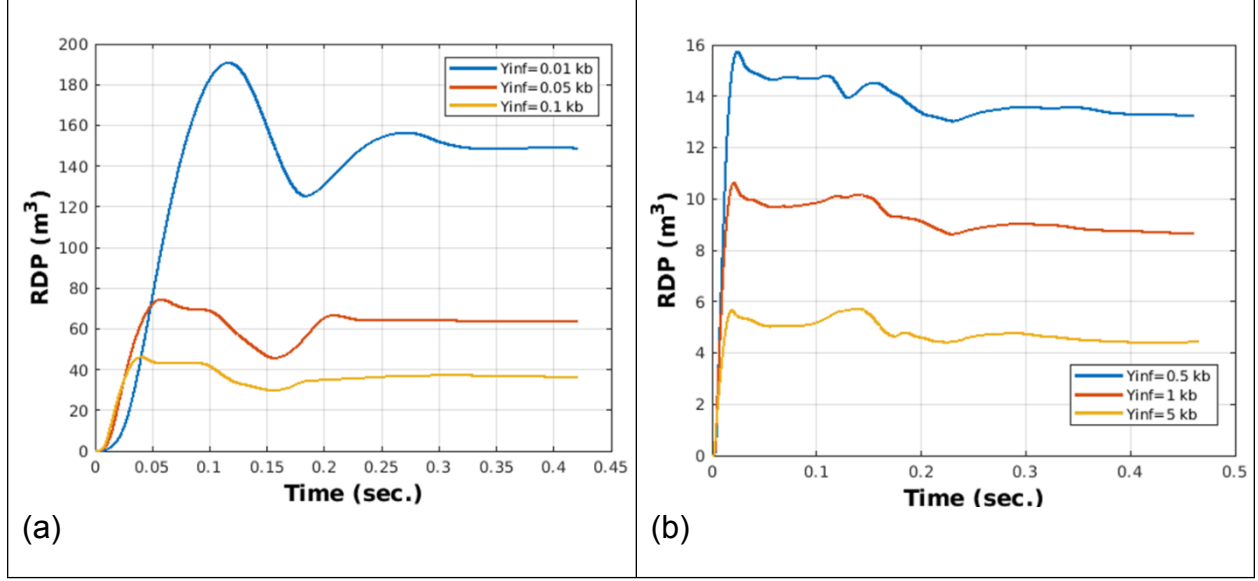 200
180
160
140
120
100
80
60
40
20
0
RDP (m³)
Yinf=0.01 kb
Yinf=0.05 kb
Yinf=0.1 kb
0 0.05 0.1 0.15 0.2 0.25 0.3 0.35 0.4 0.45
Time (sec.)
(a)
16
14
12
10
8
6
4
2
0
RDP (m³)
Yinf=0.5 kb
Yinf=1 kb
Yinf=5 kb
0 0.1 0.2 0.3 0.4 0.5
Time (sec.)
(b)